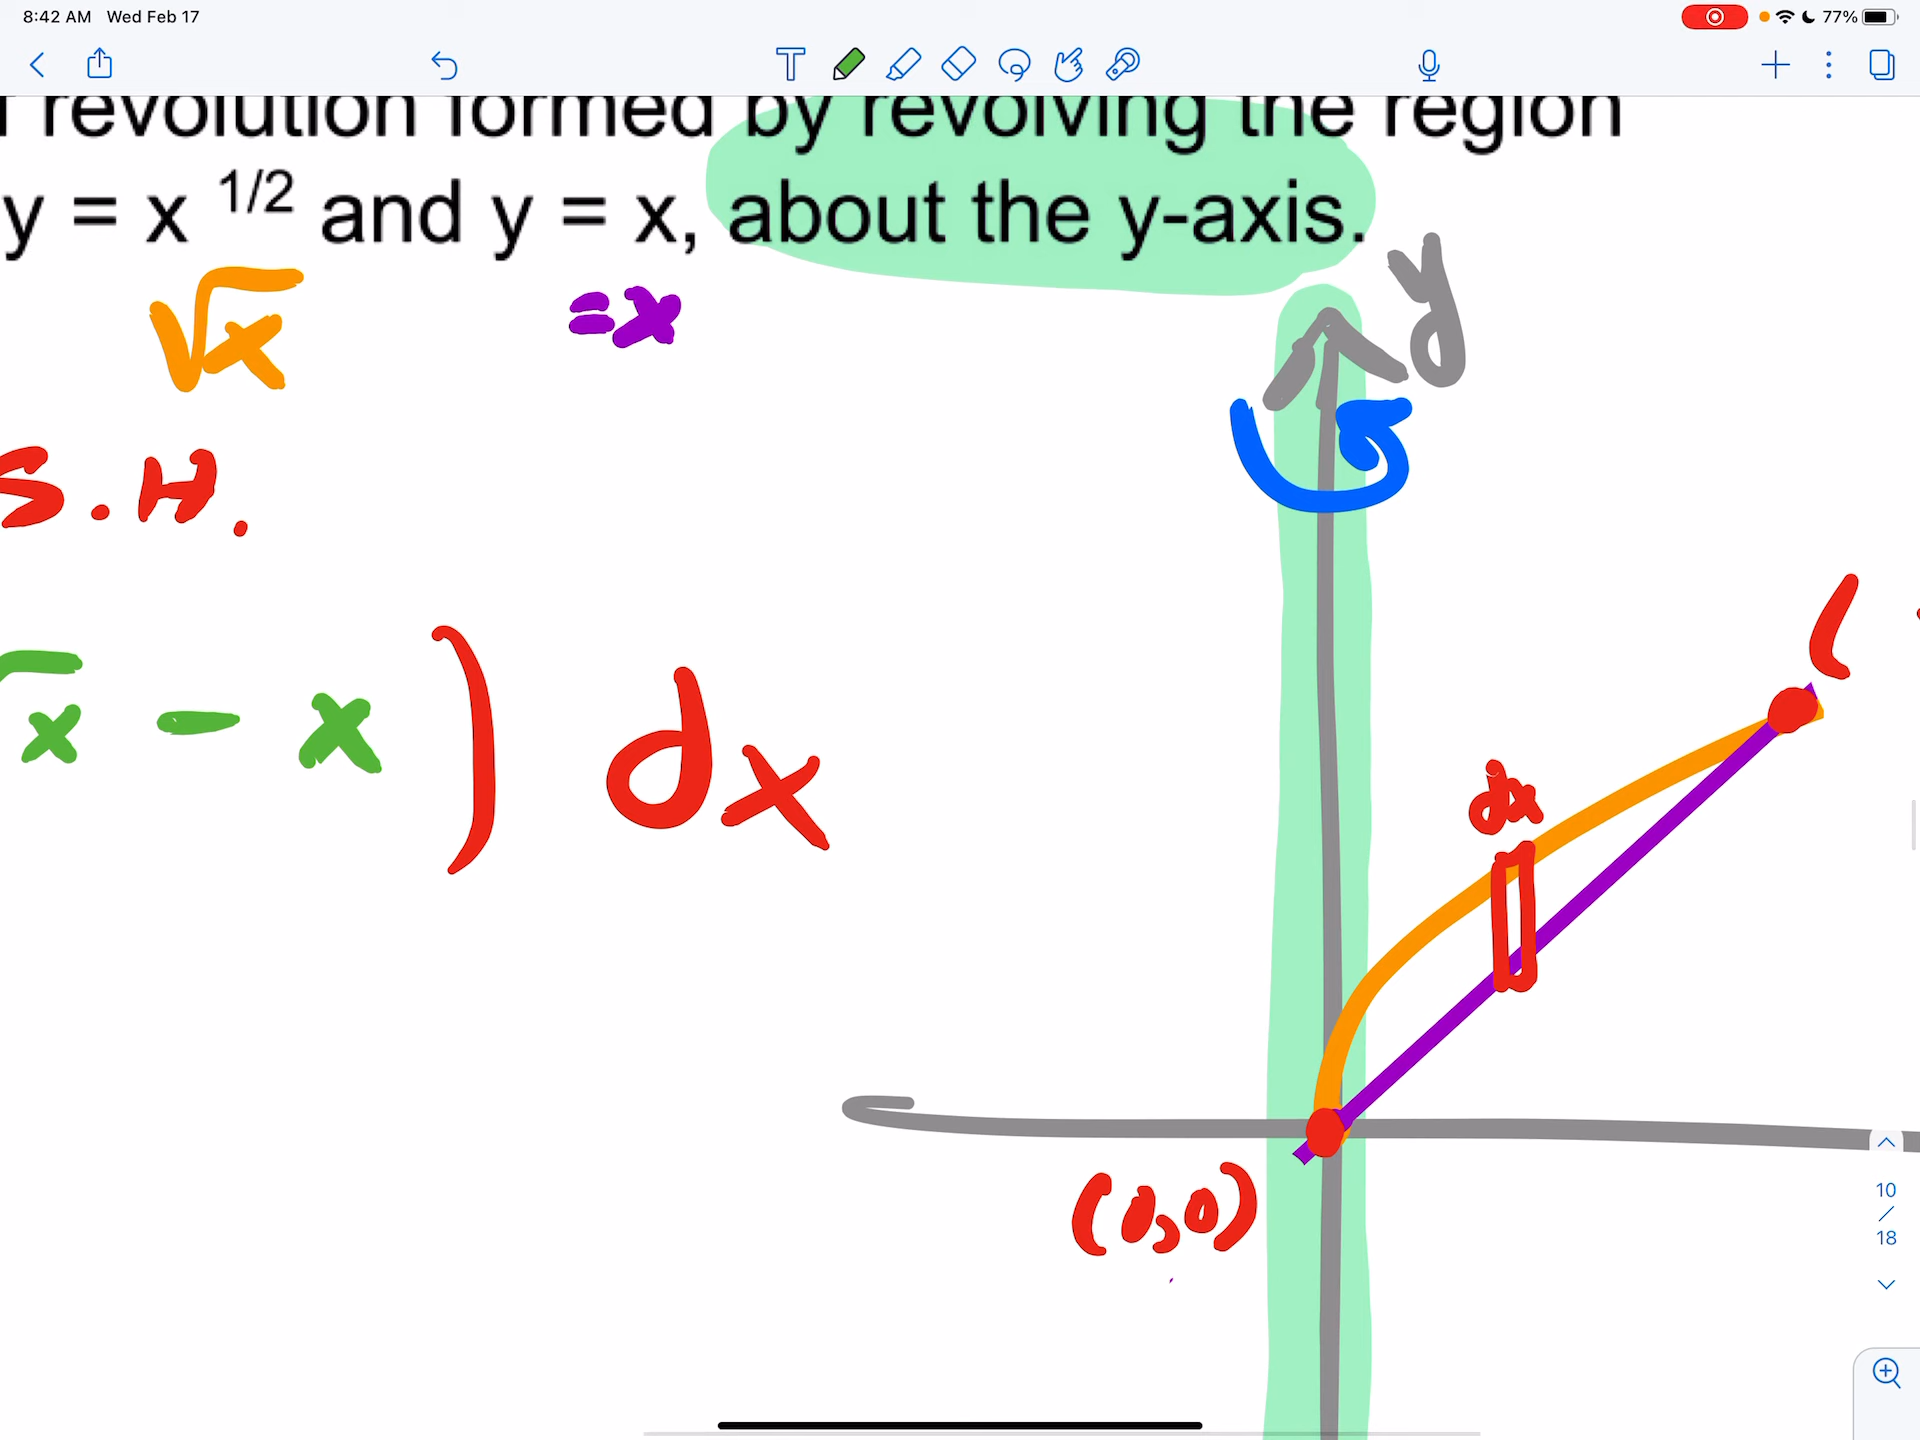 8:42 AM Wed Feb 17
77%
revolution formed by revolving the region
y = x 1/2 and y = x, about the y-axis.
y
√x
=x
S.H.
x - x ) dx
(
dx
(0,0)
10
/
18